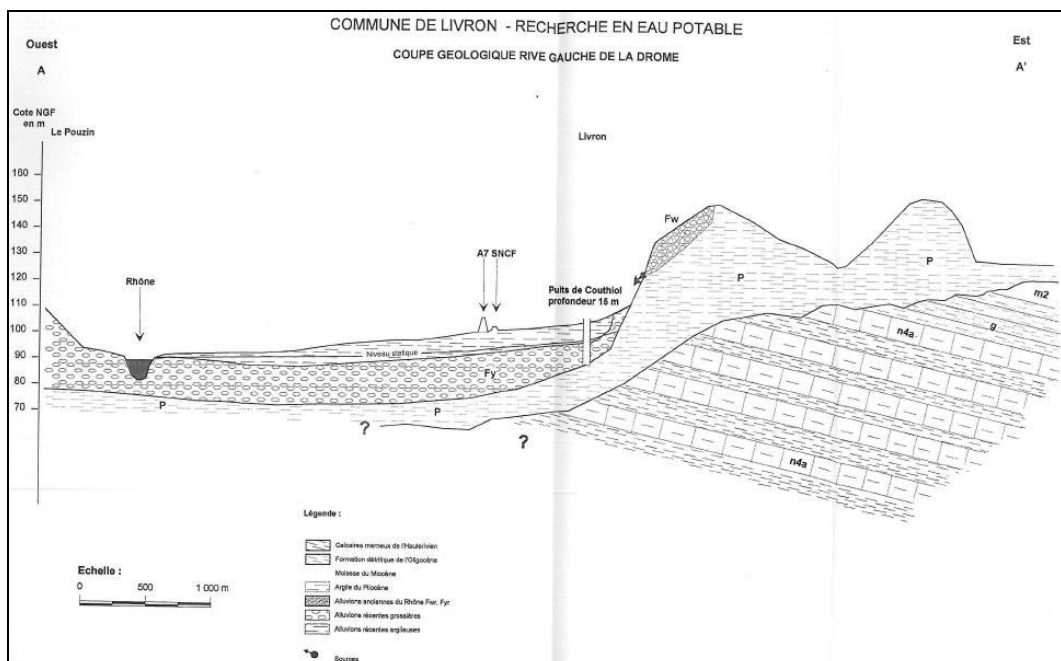 COMMUNE DE LIVRON - RECHERCHE EN EAU POTABLE
COUPE GEOLOGIQUE RIVE GAUCHE DE LA DROME
Ouest
A
Est
A'
Cote NGF
en m
Le Pouzin
Livron
160
150
140
130
120
110
100
90
80
70
Rhône
A7 SNCF
Puits de Couthiol
profondeur 15 m
Niveau statique
Fw
P
P
m2
g
n4a
n4a
Fy
P
P
?
?
Légende :
Calcaires marneux de l'Hauterivien
Formation détritique de l'Oligocène
Molasse du Miocène
Argile du Pliocène
Alluvions anciennes du Rhône Fwr, Fyr
Alluvions récentes grossières
Alluvions récentes argileuses
Sources
Echelle :
0 500 1 000 m